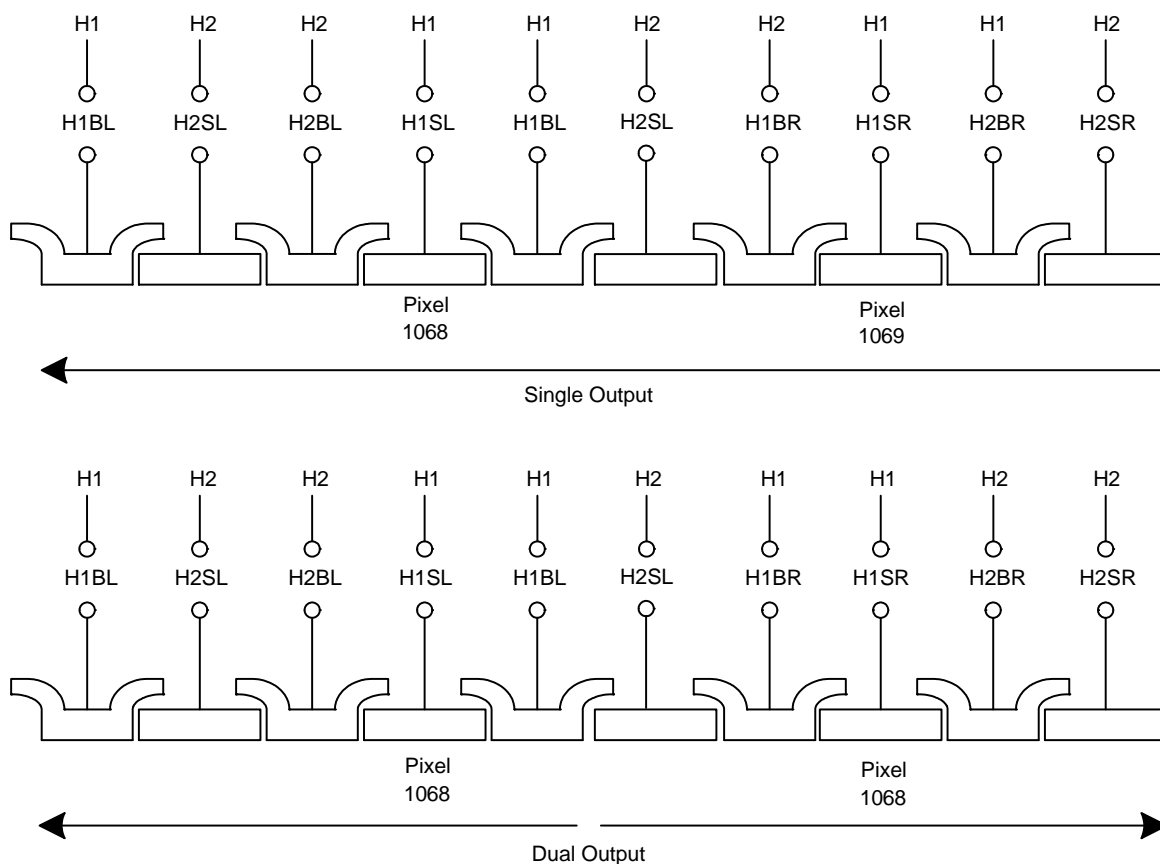 H1 H2 H2 H1 H1 H2 H2 H1 H1 H2
H1BL H2SL H2BL H1SL H1BL H2SL H1BR H1SR H2BR H2SR
Pixel Pixel
1068 1069
Single Output
H1 H2 H2 H1 H1 H2 H1 H1 H2 H2
H1BL H2SL H2BL H1SL H1BL H2SL H1BR H1SR H2BR H2SR
Pixel Pixel
1068 1068
Dual Output